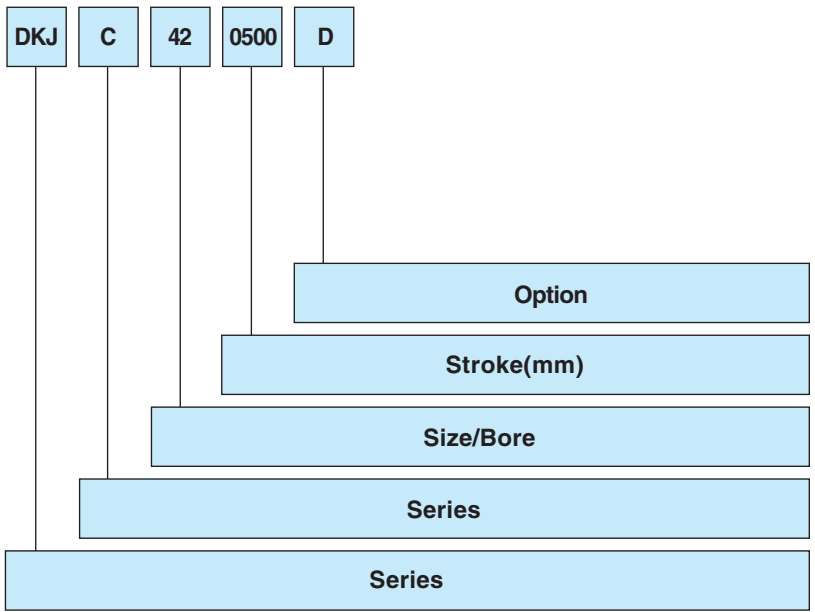 DKJ C 42 0500 D
Option
Stroke(mm)
Size/Bore
Series
Series